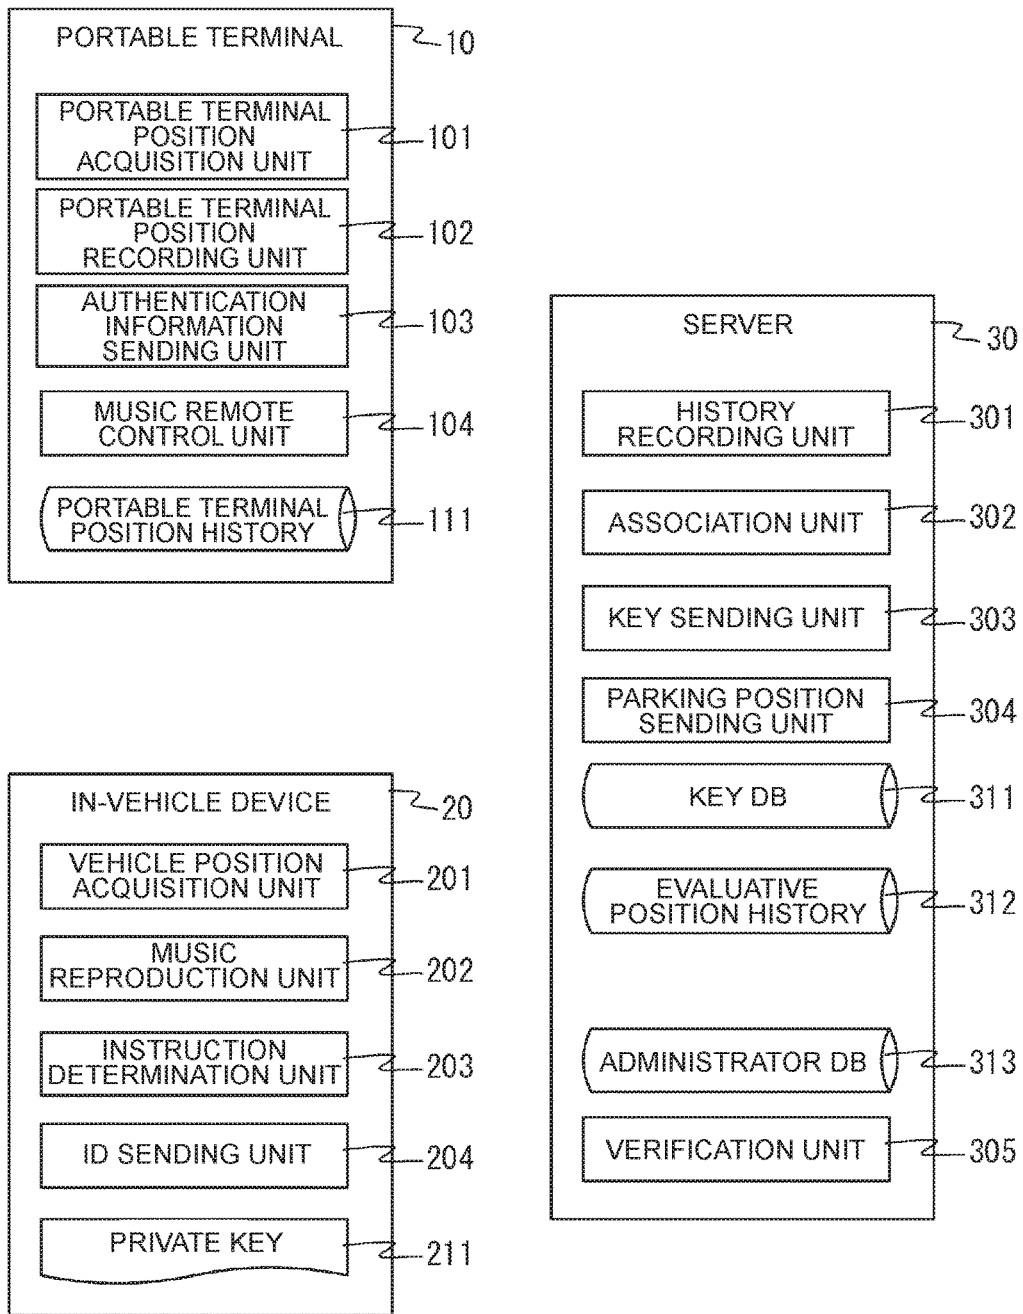 PORTABLE TERMINAL
10
PORTABLE TERMINAL
POSITION
ACQUISITION UNIT
101
PORTABLE TERMINAL
POSITION
RECORDING UNIT
102
AUTHENTICATION
INFORMATION
SENDING UNIT
103
MUSIC REMOTE
CONTROL UNIT
104
PORTABLE TERMINAL
POSITION HISTORY
111
IN-VEHICLE DEVICE
20
VEHICLE POSITION
ACQUISITION UNIT
201
MUSIC
REPRODUCTION UNIT
202
INSTRUCTION
DETERMINATION UNIT
203
ID SENDING UNIT
204
PRIVATE KEY
211
SERVER
30
HISTORY
RECORDING UNIT
301
ASSOCIATION UNIT
302
KEY SENDING UNIT
303
PARKING POSITION
SENDING UNIT
304
KEY DB
311
EVALUATIVE
POSITION HISTORY
312
ADMINISTRATOR DB
313
VERIFICATION UNIT
305